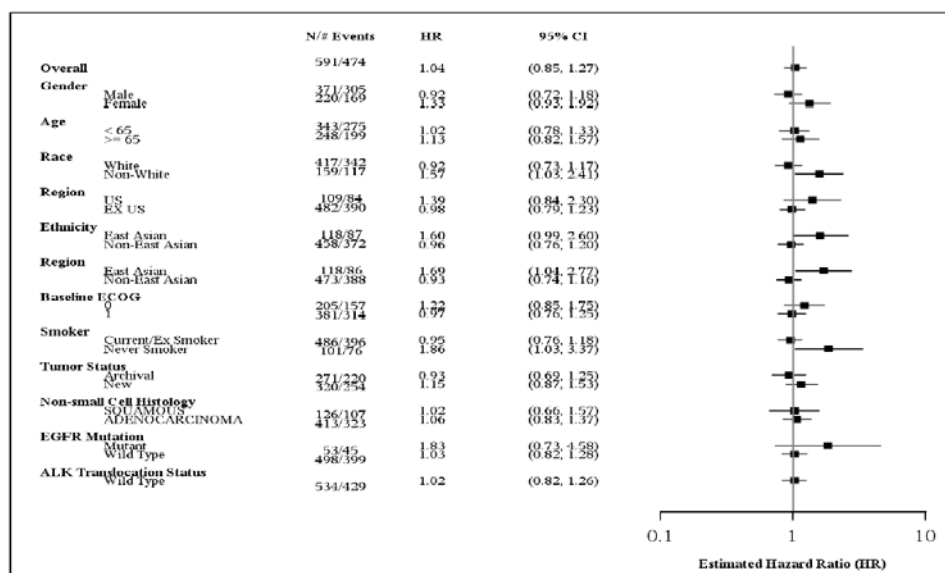 N/# Events HR 95% CI
Overall 591/474 1.04 (0.85, 1.27)
Gender
Male 371/305 0.92 (0.72, 1.18)
Female 220/169 1.33 (0.93, 1.92)
Age
< 65 343/275 1.02 (0.78, 1.33)
>= 65 248/199 1.13 (0.82, 1.57)
Race
White 417/342 0.92 (0.73, 1.17)
Non-White 159/117 1.57 (1.03, 2.41)
Region
US 109/84 1.39 (0.84, 2.30)
EX US 482/390 0.98 (0.79, 1.23)
Ethnicity
East Asian 118/87 1.60 (0.99, 2.60)
Non-East Asian 458/372 0.96 (0.76, 1.20)
Region
East Asian 118/86 1.69 (1.04, 2.77)
Non-East Asian 473/388 0.93 (0.74, 1.16)
Baseline ECOG
0 205/157 1.22 (0.85, 1.75)
1 381/314 0.97 (0.76, 1.25)
Smoker
Current/Ex Smoker 486/396 0.95 (0.76, 1.18)
Never Smoker 101/76 1.86 (1.03, 3.37)
Tumor Status
Archival 271/220 0.93 (0.69, 1.25)
New 320/254 1.15 (0.87, 1.53)
Non-small Cell Histology
SQUAMOUS 126/107 1.02 (0.66, 1.57)
ADENOCARCINOMA 413/323 1.06 (0.83, 1.37)
EGFR Mutation
Mutant 53/45 1.83 (0.73, 4.58)
Wild Type 498/399 1.03 (0.82, 1.28)
ALK Translocation Status
Wild Type 534/429 1.02 (0.82, 1.26)
0.1 1 10
Estimated Hazard Ratio (HR)